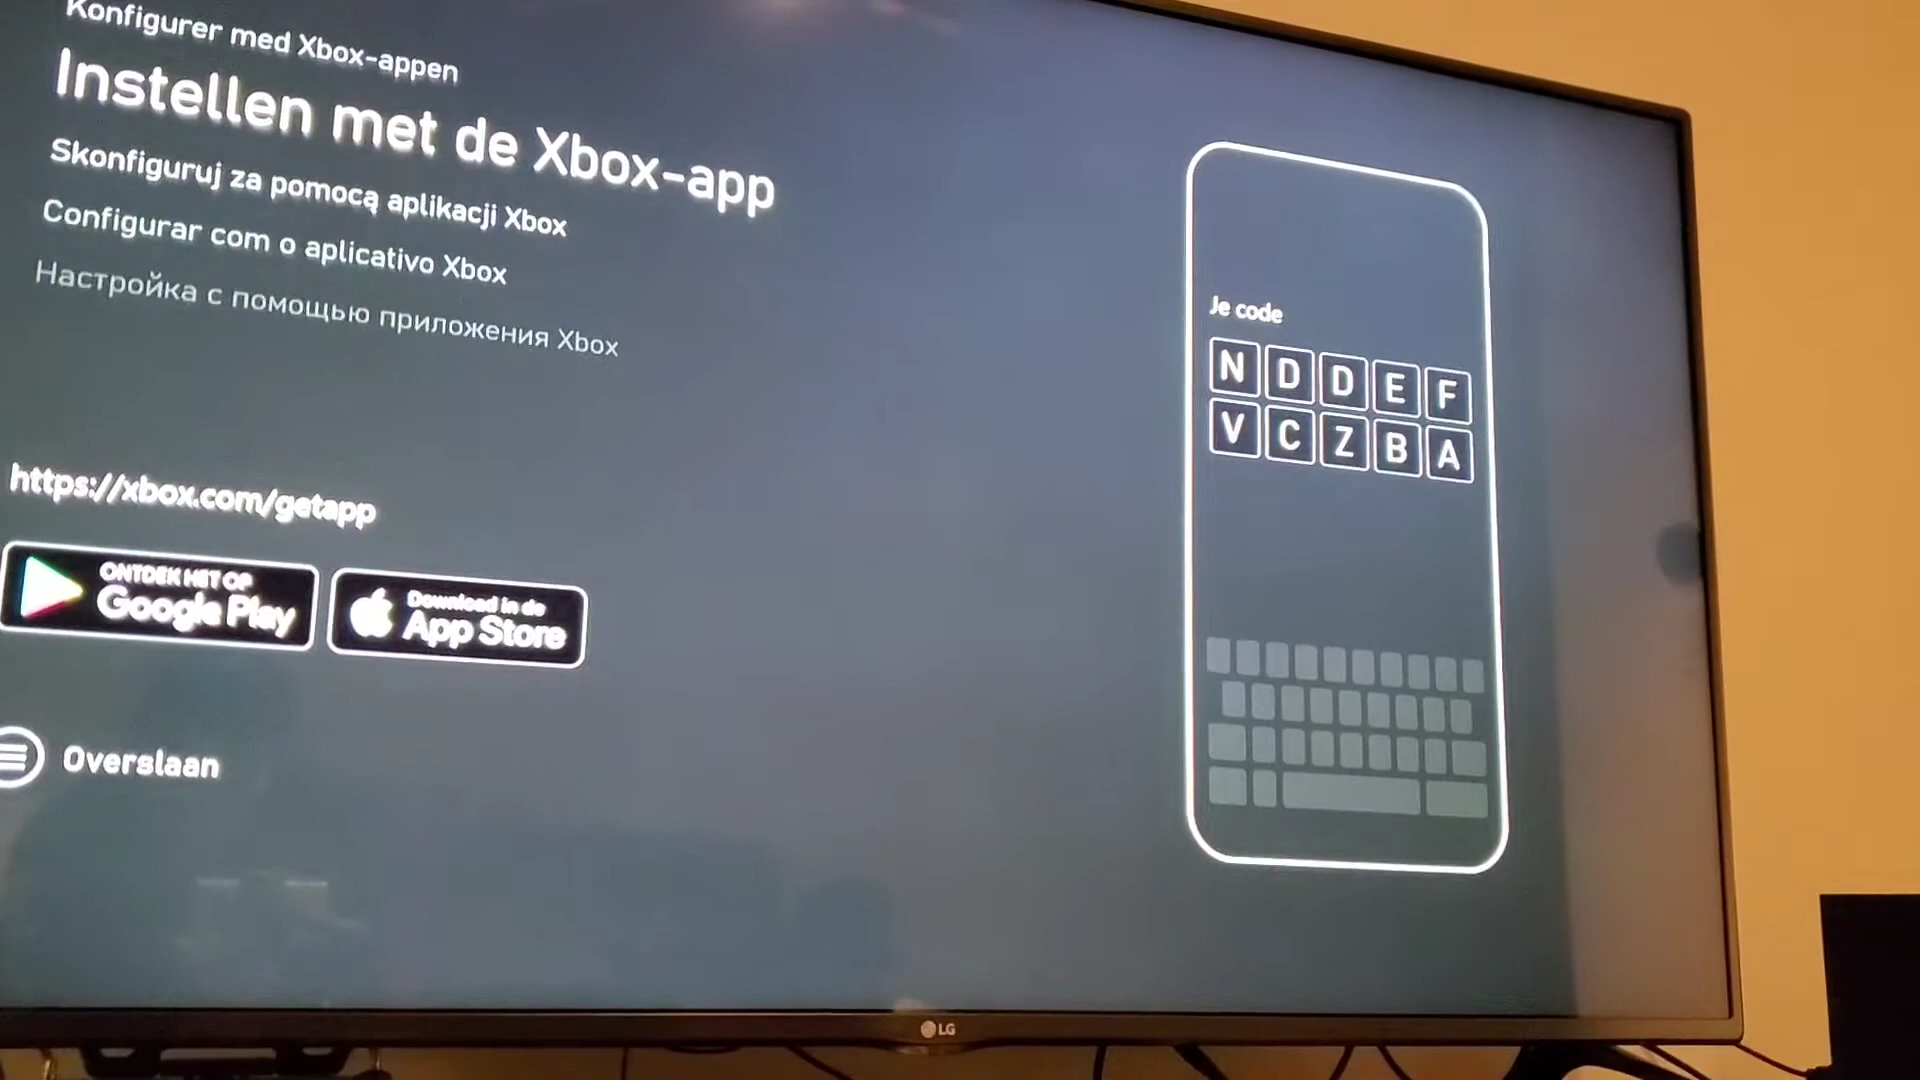 Konfigurer med Xbox-appen
Instellen met de Xbox-app
Skonfiguruj za pomocą aplikacji Xbox
Configurar com o aplicativo Xbox
Настройка с помощью приложения Xbox
https://xbox.com/getapp
ONTDEK HET OP
Google Play
Download in de
App Store
Overslaan
Je code
N D D E F
V C Z B A
LG